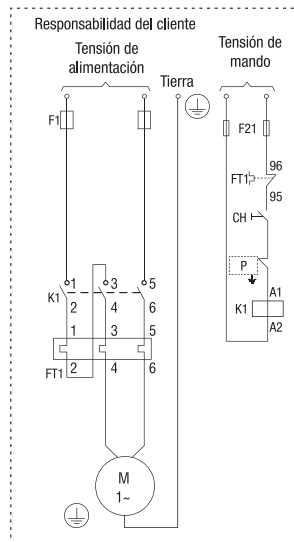 Responsabilidad del cliente
Tensión de
alimentación
Tierra
Tensión de
mando
F1
F21
96
FT1
95
CH
P
K1
A1
A2
1
3
5
K1
2
4
6
1
3
5
FT1
2
4
6
M
1~